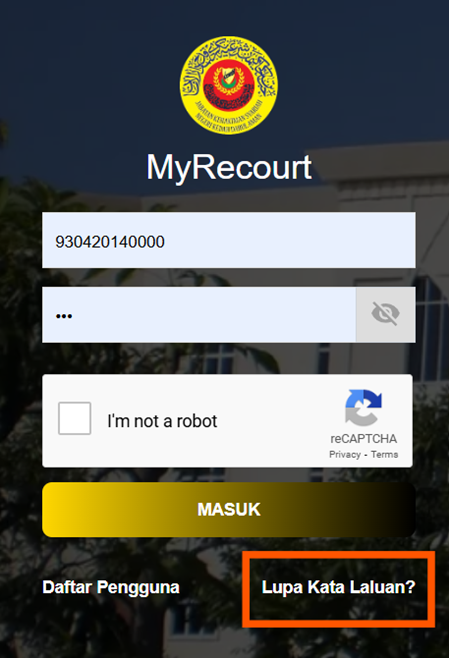 JABATAN KEHAKIMAN SYARIAH
NEGERI KEDAH DARUL AMAN
MyRecourt
930420140000
•••
I'm not a robot
reCAPTCHA
Privacy - Terms
MASUK
Daftar Pengguna
Lupa Kata Laluan?